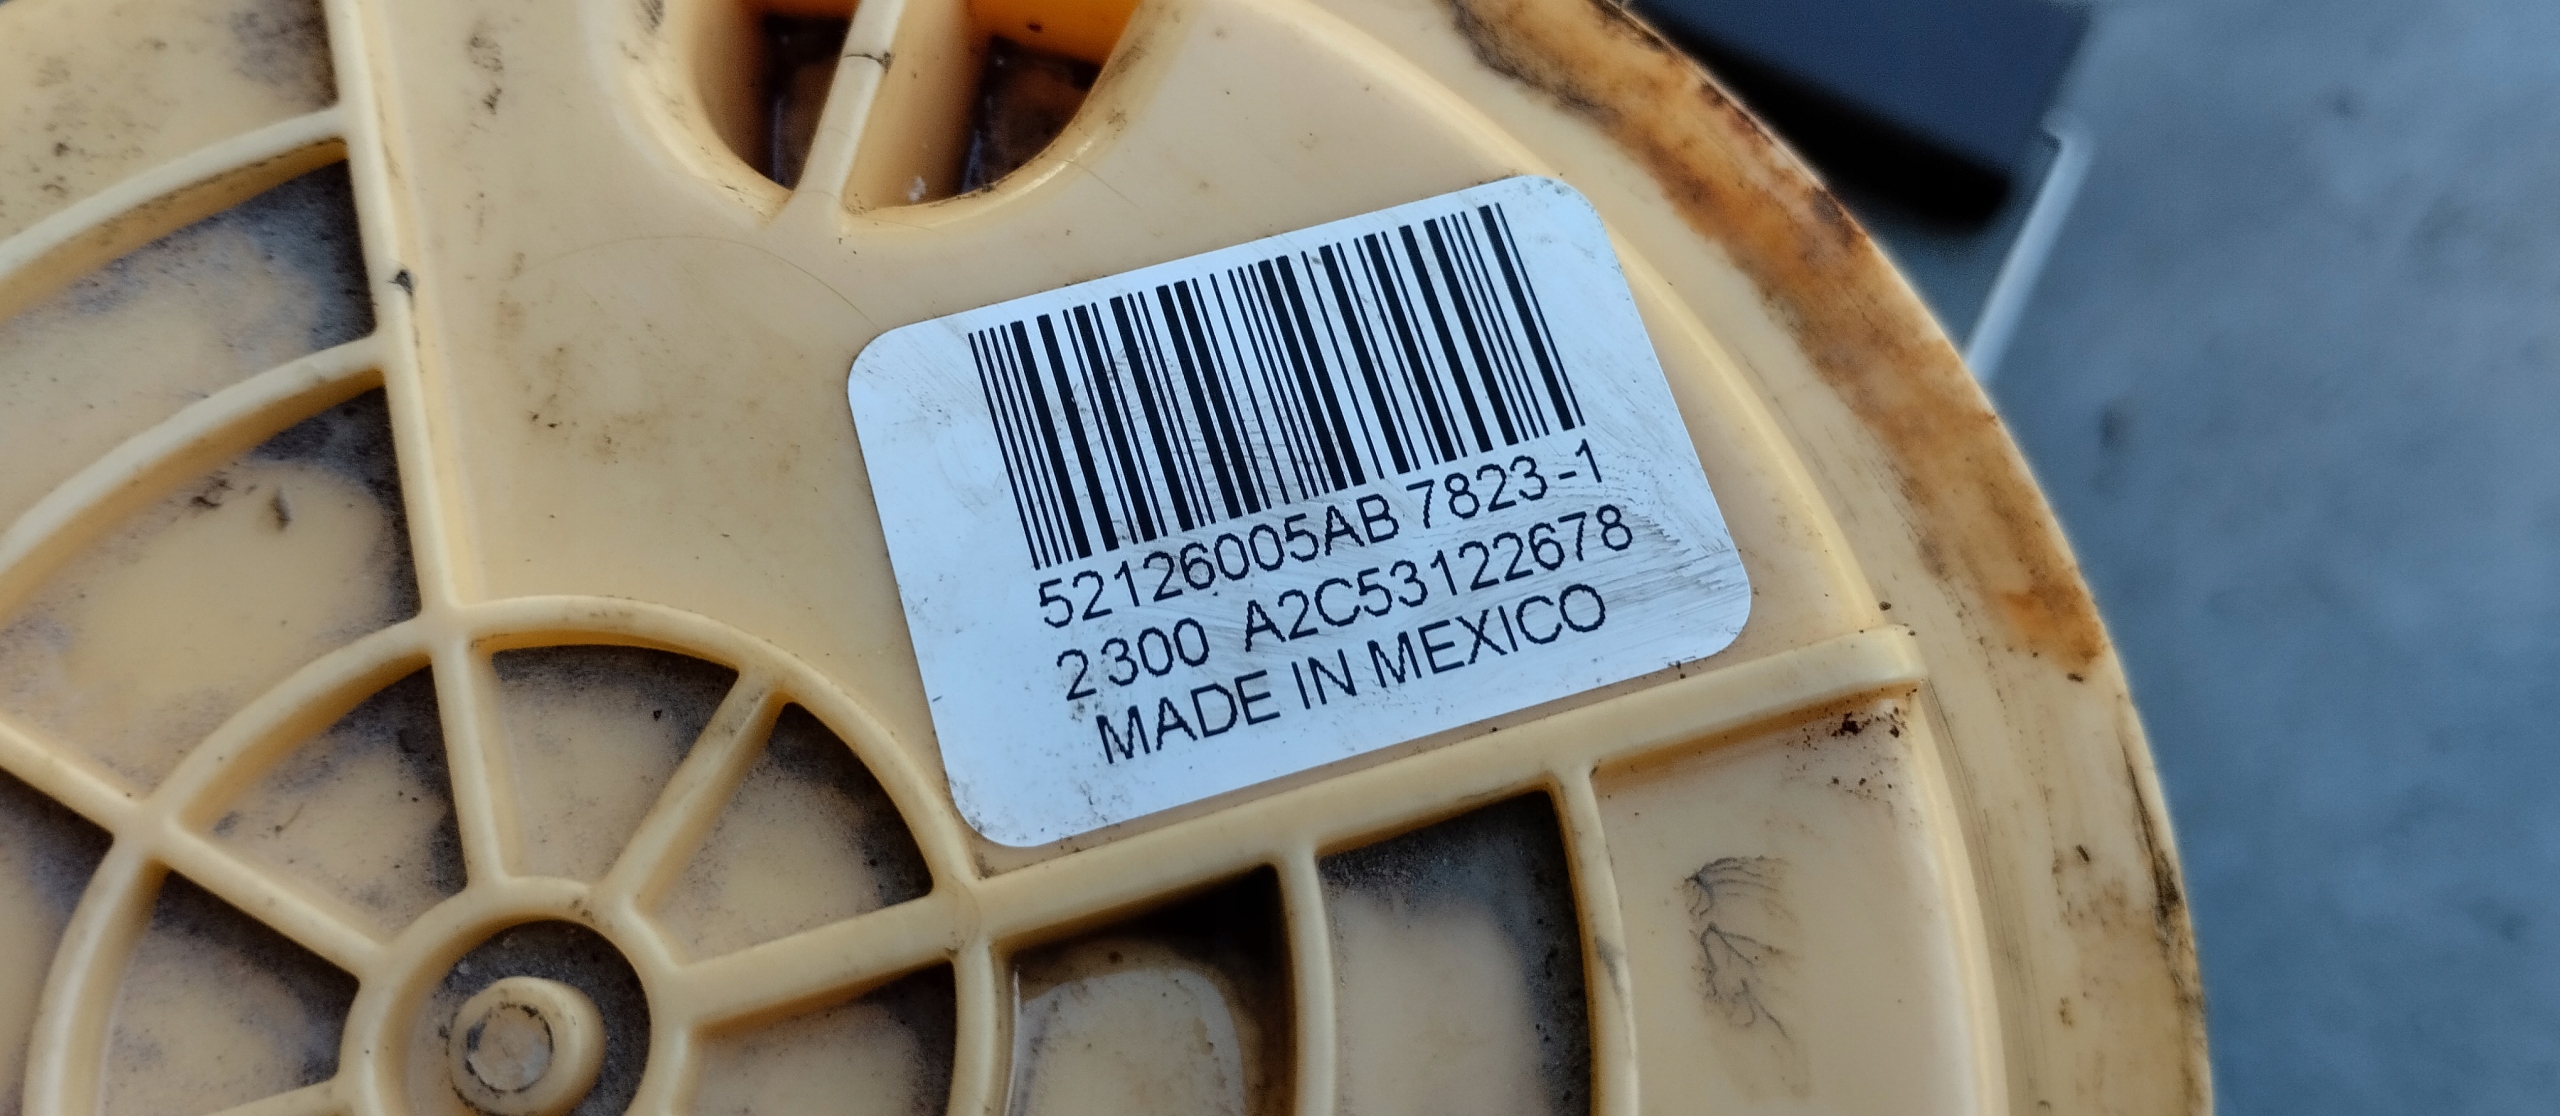 52126005AB 7823-1
2300 A2C53122678
MADE IN MEXICO